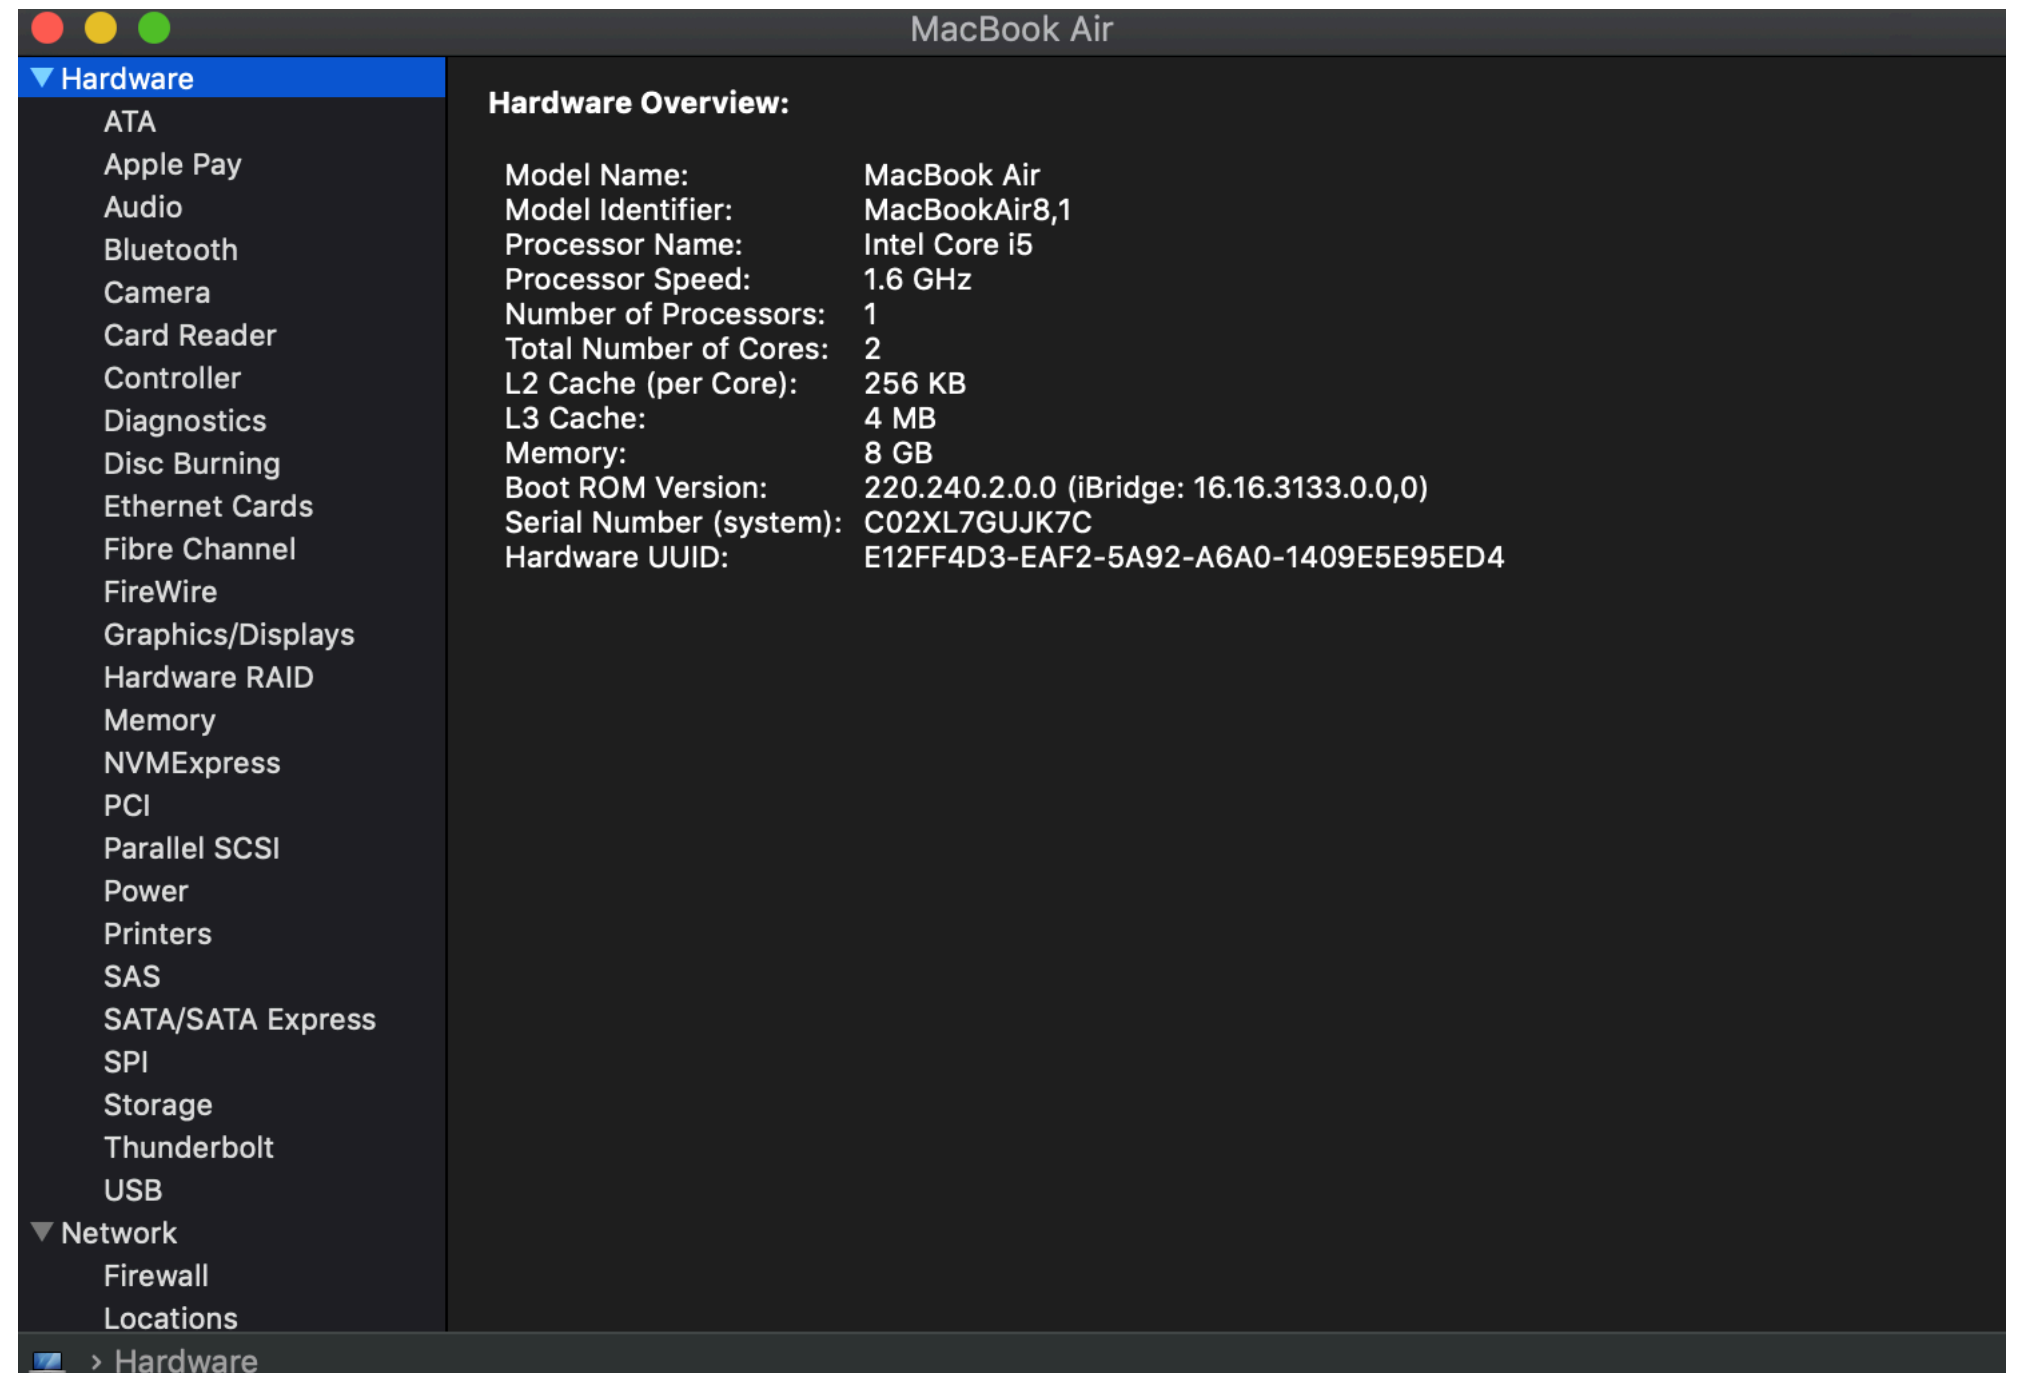 MacBook Air
Hardware
ATA
Apple Pay
Audio
Bluetooth
Camera
Card Reader
Controller
Diagnostics
Disc Burning
Ethernet Cards
Fibre Channel
FireWire
Graphics/Displays
Hardware RAID
Memory
NVMExpress
PCI
Parallel SCSI
Power
Printers
SAS
SATA/SATA Express
SPI
Storage
Thunderbolt
USB
Network
Firewall
Locations
Hardware Overview:
Model Name: MacBook Air
Model Identifier: MacBookAir8,1
Processor Name: Intel Core i5
Processor Speed: 1.6 GHz
Number of Processors: 1
Total Number of Cores: 2
L2 Cache (per Core): 256 KB
L3 Cache: 4 MB
Memory: 8 GB
Boot ROM Version: 220.240.2.0.0 (iBridge: 16.16.3133.0.0,0)
Serial Number (system): C02XL7GUJK7C
Hardware UUID: E12FF4D3-EAF2-5A92-A6A0-1409E5E95ED4
› Hardware